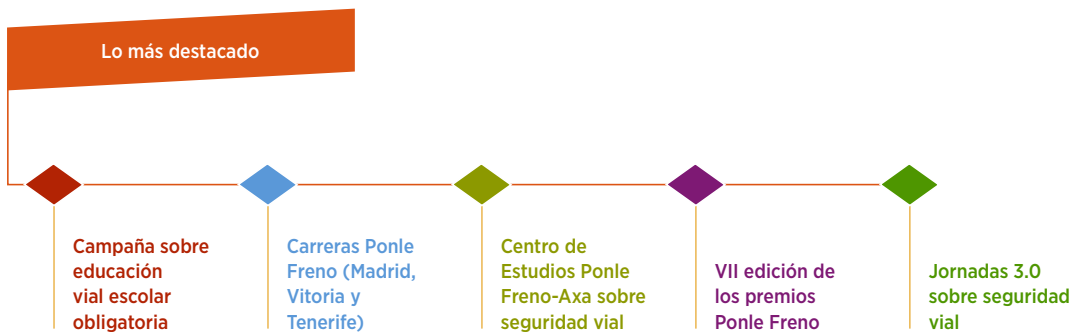 Lo más destacado
Campaña sobre
educación
vial escolar
obligatoria
Carreras Ponle
Freno (Madrid,
Vitoria y
Tenerife)
Centro de
Estudios Ponle
Freno-Axa sobre
seguridad vial
VII edición de
los premios
Ponle Freno
Jornadas 3.0
sobre seguridad
vial